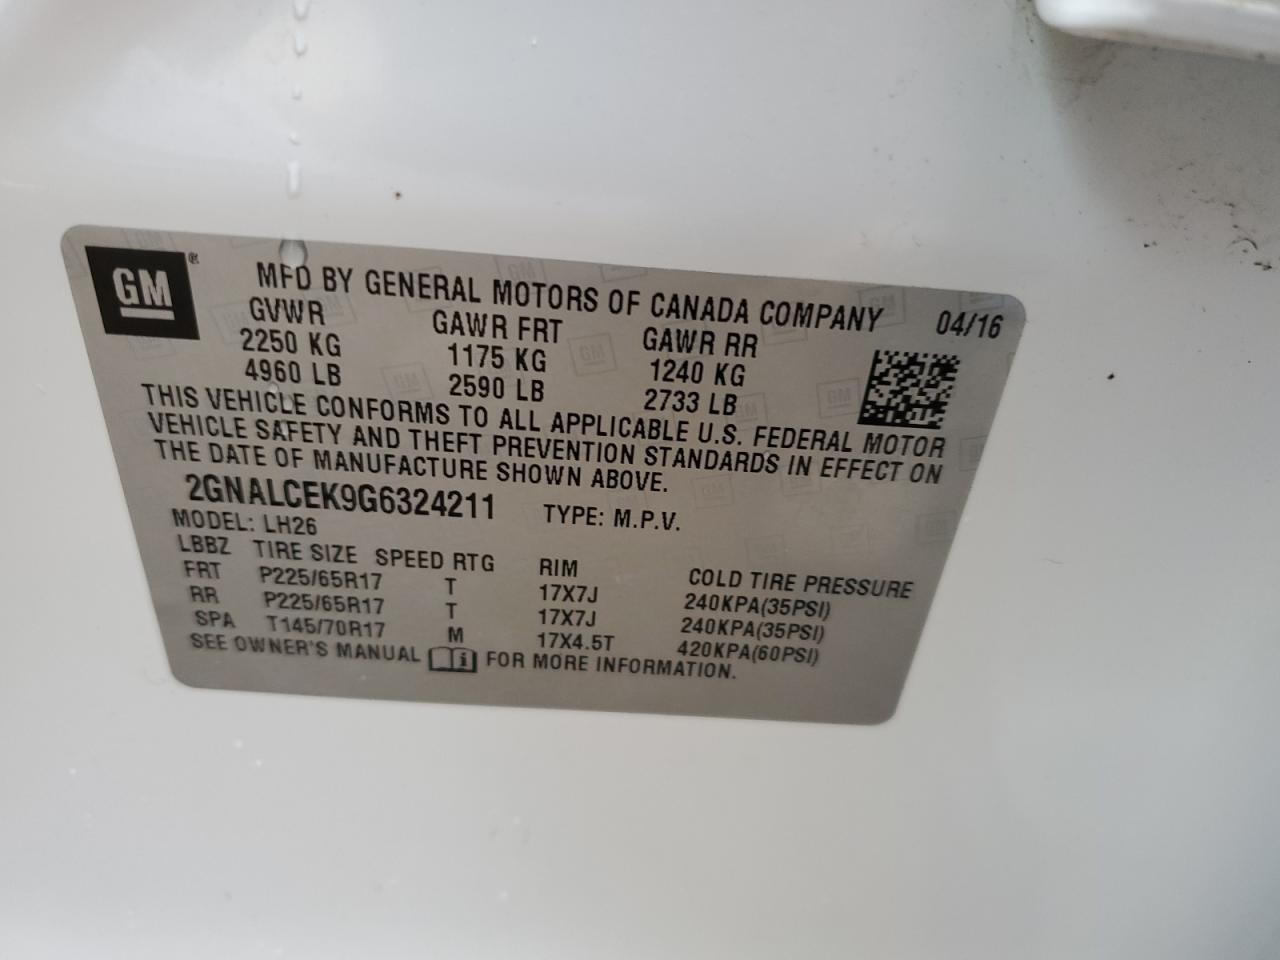 GM ®
MFD BY GENERAL MOTORS OF CANADA COMPANY 04/16
GVWR GAWR FRT GAWR RR
2250 KG 1175 KG 1240 KG
4960 LB 2590 LB 2733 LB
THIS VEHICLE CONFORMS TO ALL APPLICABLE U.S. FEDERAL MOTOR
VEHICLE SAFETY AND THEFT PREVENTION STANDARDS IN EFFECT ON
THE DATE OF MANUFACTURE SHOWN ABOVE.
2GNALCEK9G6324211 TYPE: M.P.V.
MODEL: LH26
LBBZ TIRE SIZE SPEED RTG RIM COLD TIRE PRESSURE
FRT P225/65R17 T 17X7J 240KPA(35PSI)
RR P225/65R17 T 17X7J 240KPA(35PSI)
SPA T145/70R17 M 17X4.5T 420KPA(60PSI)
SEE OWNER'S MANUAL FOR MORE INFORMATION.